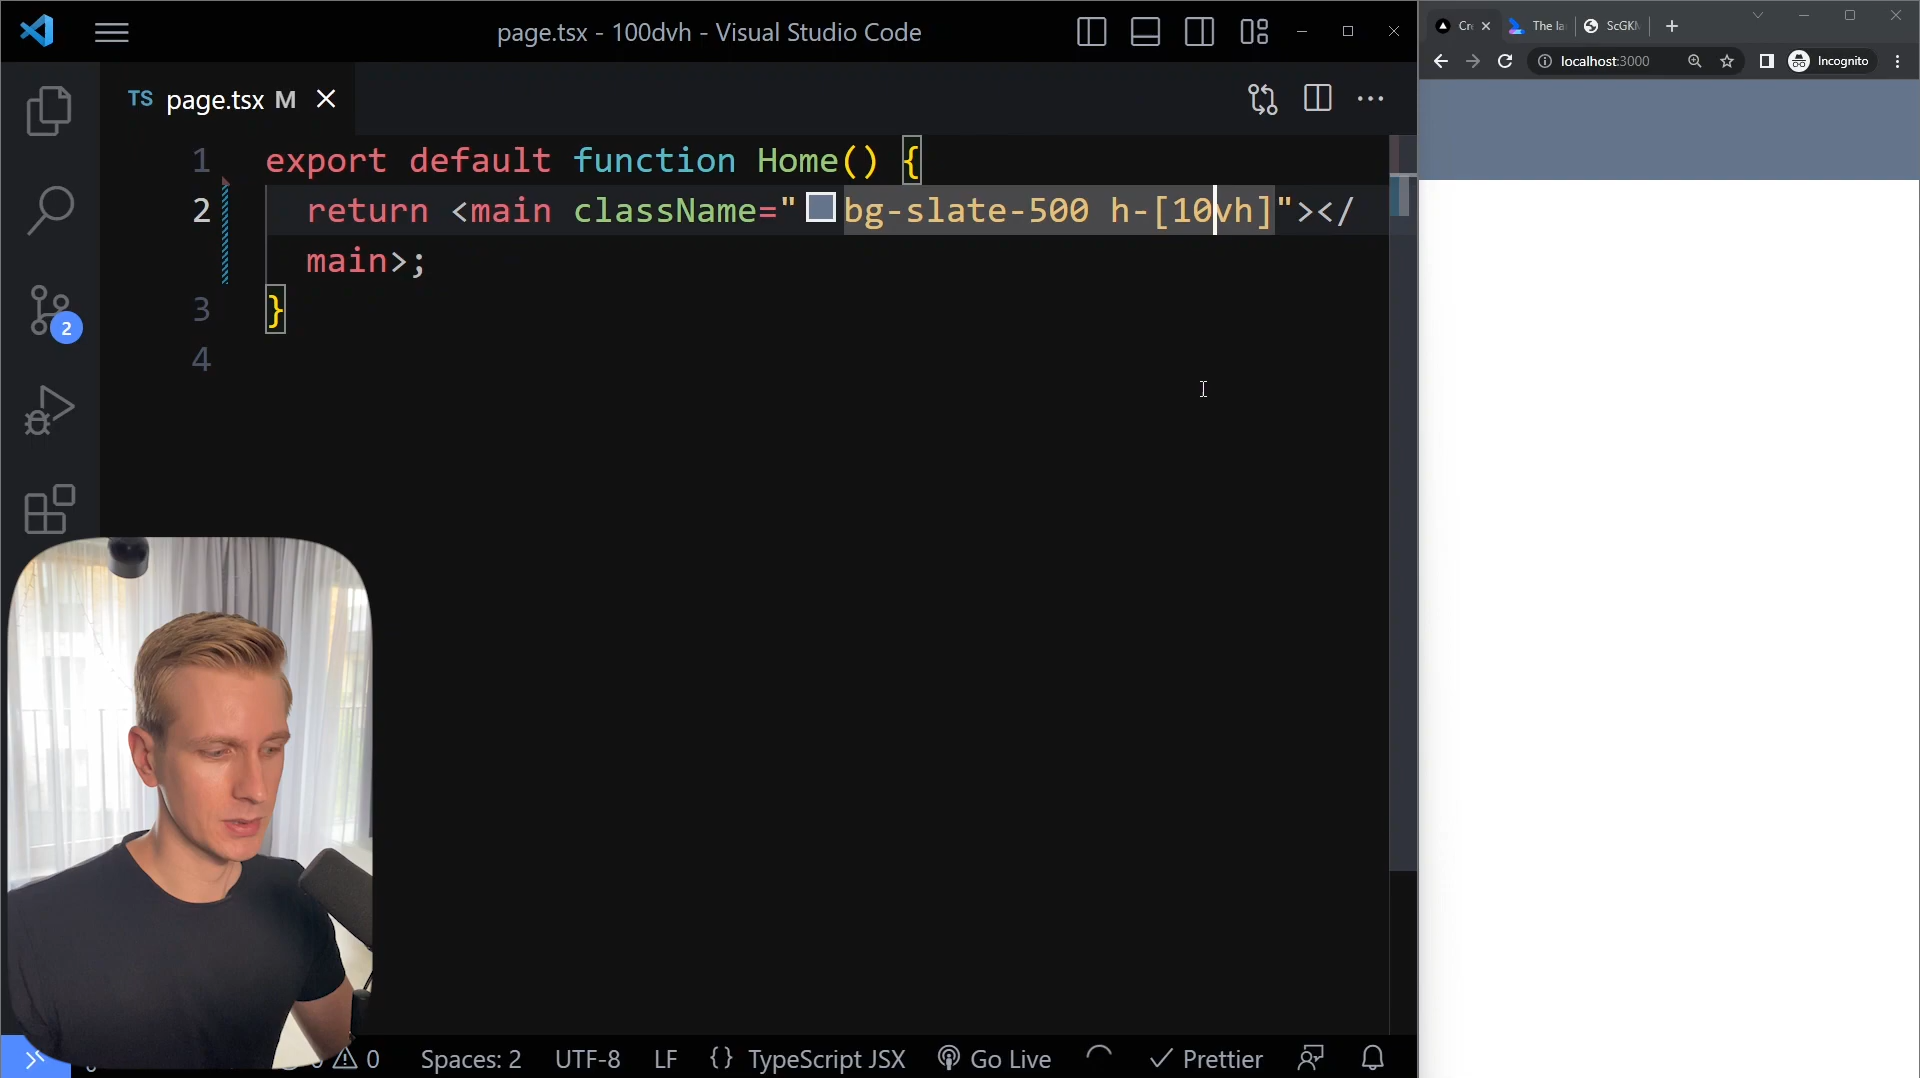 page.tsx - 100dvh - Visual Studio Code
TS page.tsx M
1 export default function Home() {
2 return <main className="bg-slate-500 h-[10vh]"></
main>;
3 }
4
2
0
Spaces: 2 UTF-8 LF {} TypeScript JSX Go Live Prettier
Cr
The la
ScGK
localhost:3000
Incognito